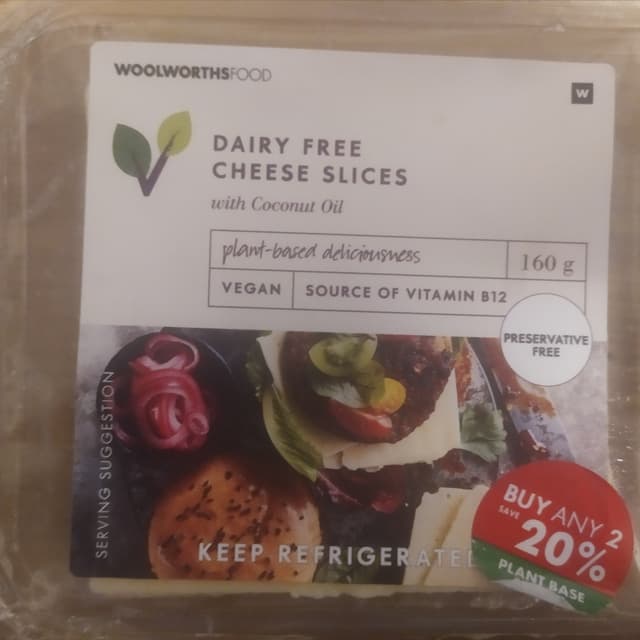 WOOLWORTHSFOOD
W
DAIRY FREE
CHEESE SLICES
with Coconut Oil
plant-based deliciousness
160 g
VEGAN
SOURCE OF VITAMIN B12
PRESERVATIVE
FREE
SERVING SUGGESTION
KEEP REFRIGERATED
BUY ANY 2
SAVE 20%
PLANT BASE